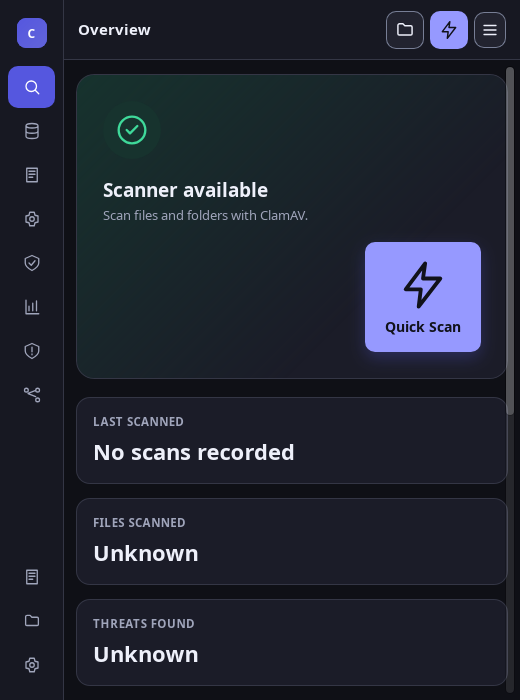 C
Overview
Scanner available
Scan files and folders with ClamAV.
Quick Scan
LAST SCANNED
No scans recorded
FILES SCANNED
Unknown
THREATS FOUND
Unknown